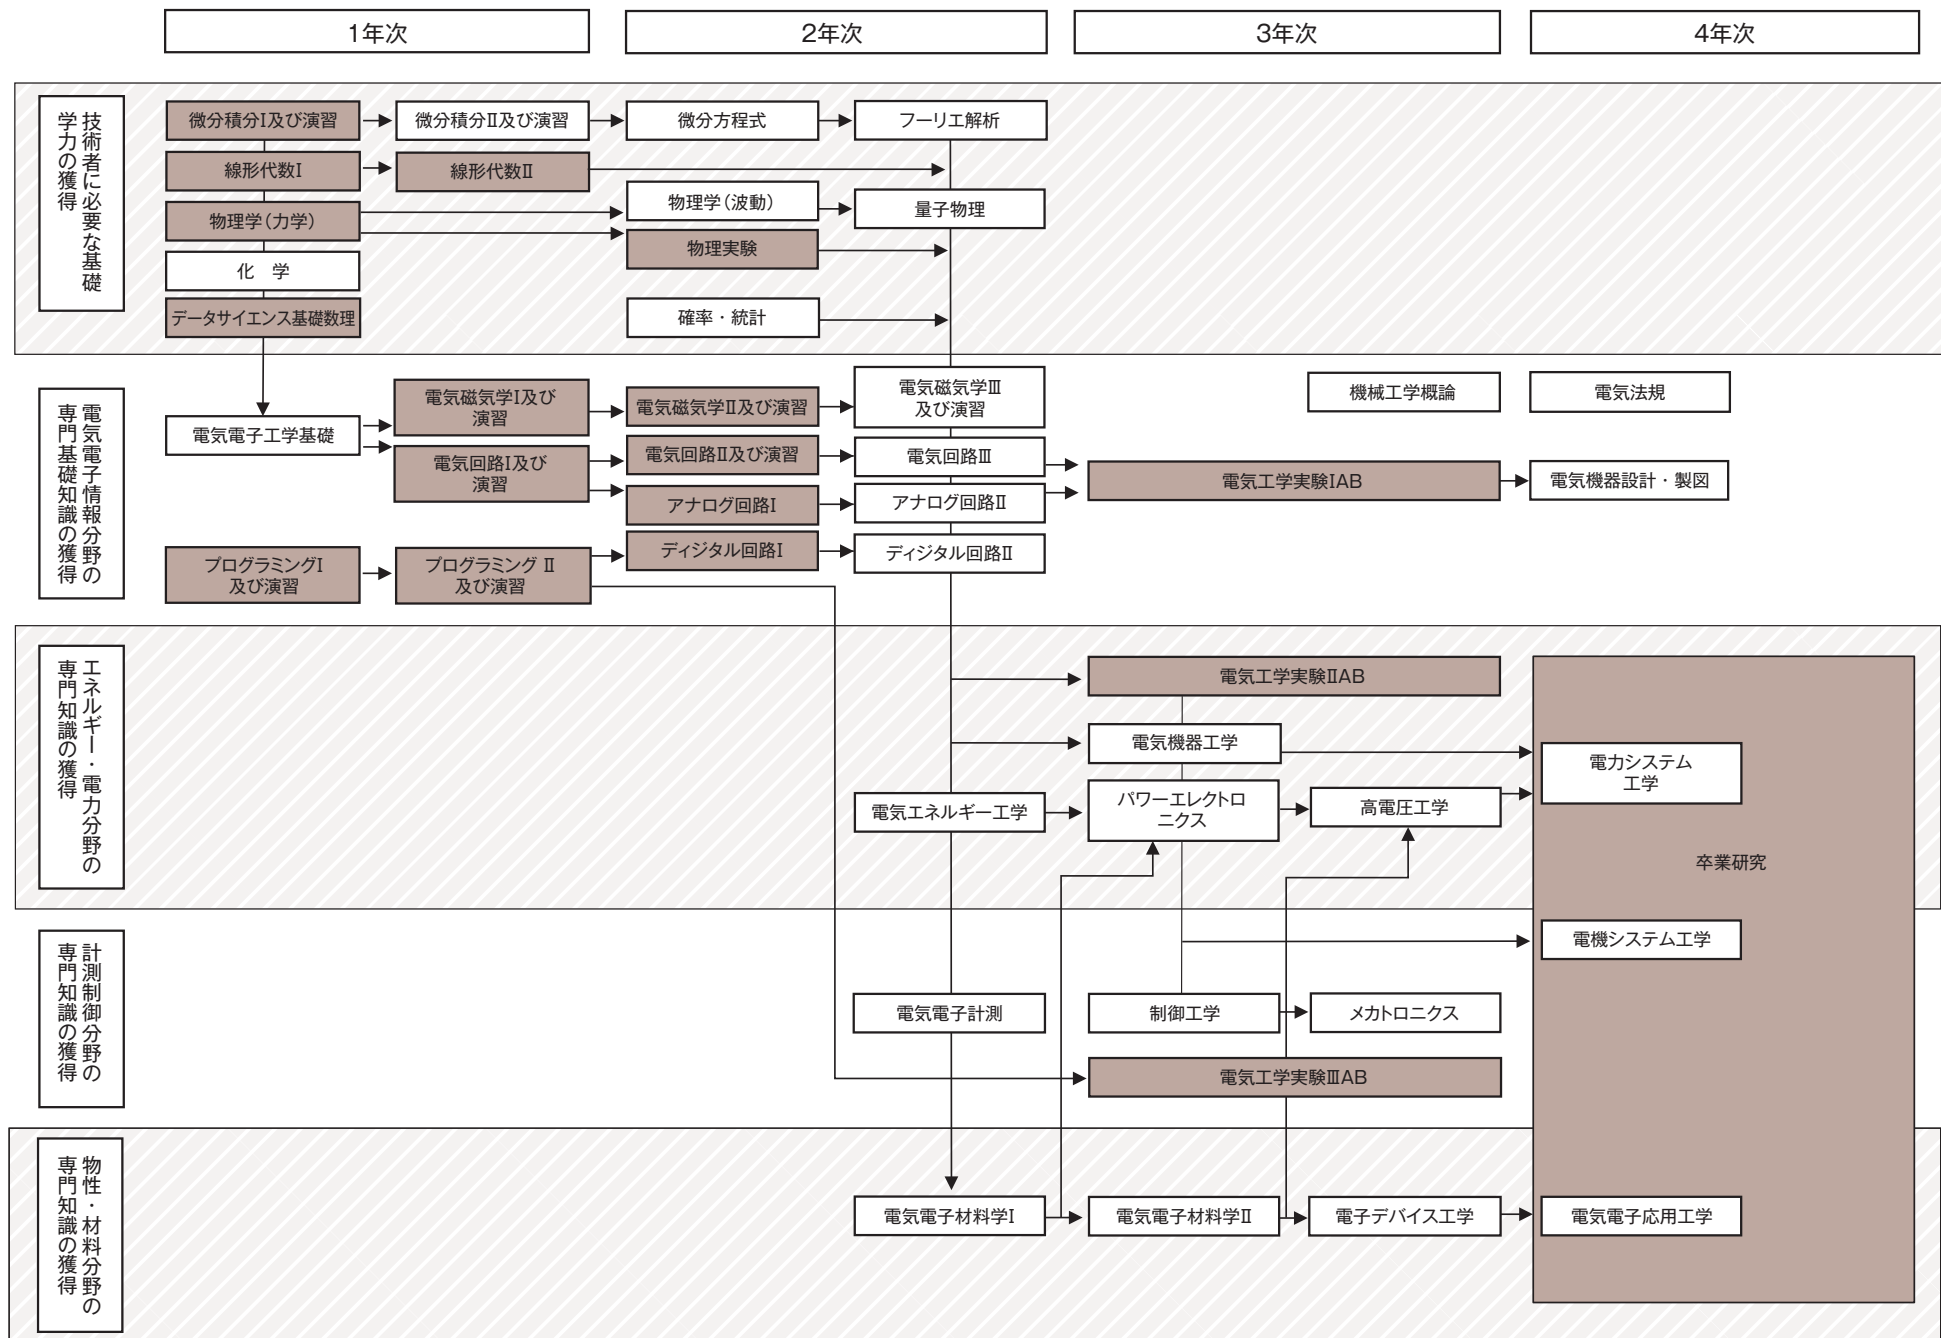 1年次
2年次
3年次
4年次
技術者に必要な基礎
学力の獲得
微分積分Ⅰ及び演習
微分積分Ⅱ及び演習
微分方程式
フーリエ解析
線形代数Ⅰ
線形代数Ⅱ
物理学（力学）
物理学（波動）
量子物理
物理実験
化　学
データサイエンス基礎数理
確率・統計
電気電子情報分野の
専門基礎知識の獲得
電気電子工学基礎
電気磁気学Ⅰ及び
演習
電気磁気学Ⅱ及び演習
電気磁気学Ⅲ
及び演習
機械工学概論
電気法規
電気回路Ⅰ及び
演習
電気回路Ⅱ及び演習
電気回路Ⅲ
電気工学実験ⅠAB
電気機器設計・製図
アナログ回路Ⅰ
アナログ回路Ⅱ
プログラミングⅠ
及び演習
プログラミング Ⅱ
及び演習
ディジタル回路Ⅰ
ディジタル回路Ⅱ
エネルギー・電力分野の
専門知識の獲得
電気工学実験ⅡAB
電気機器工学
電力システム
工学
電気エネルギー工学
パワーエレクトロ
ニクス
高電圧工学
卒業研究
計測制御分野の
専門知識の獲得
電機システム工学
電気電子計測
制御工学
メカトロニクス
電気工学実験ⅢAB
物性・材料分野の
専門知識の獲得
電気電子材料学Ⅰ
電気電子材料学Ⅱ
電子デバイス工学
電気電子応用工学